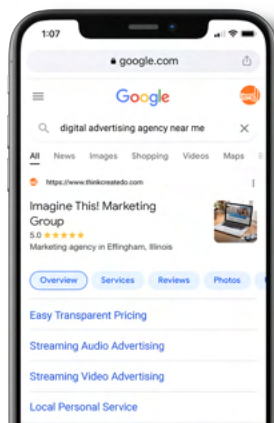 1:07
google.com
Google
digital advertising agency near me
All News Images Shopping Videos Maps
https://www.thinkcreatedo.com
Imagine This! Marketing
Group
5.0
Marketing agency in Effingham, Illinois
Overview Services Reviews Photos
Easy Transparent Pricing
Streaming Audio Advertising
Streaming Video Advertising
Local Personal Service